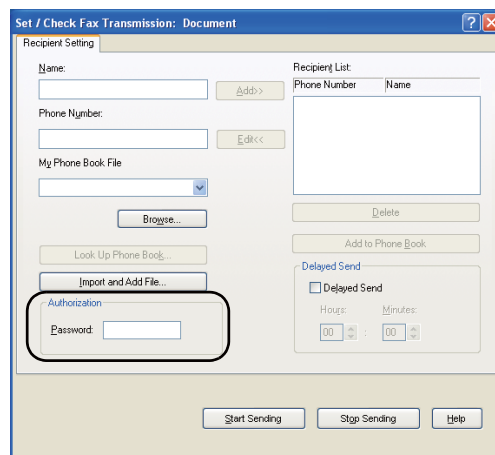 Set / Check Fax Transmission: Document
Recipient Setting
Name:
Add>>
Phone Number:
Edit<<
My Phone Book File
Browse...
Look Up Phone Book...
Import and Add File...
Authorization
Password:
Recipient List:
Phone Number Name
Delete
Add to Phone Book
Delayed Send
Delayed Send
Hours: Minutes:
00 : 00
Start Sending Stop Sending Help